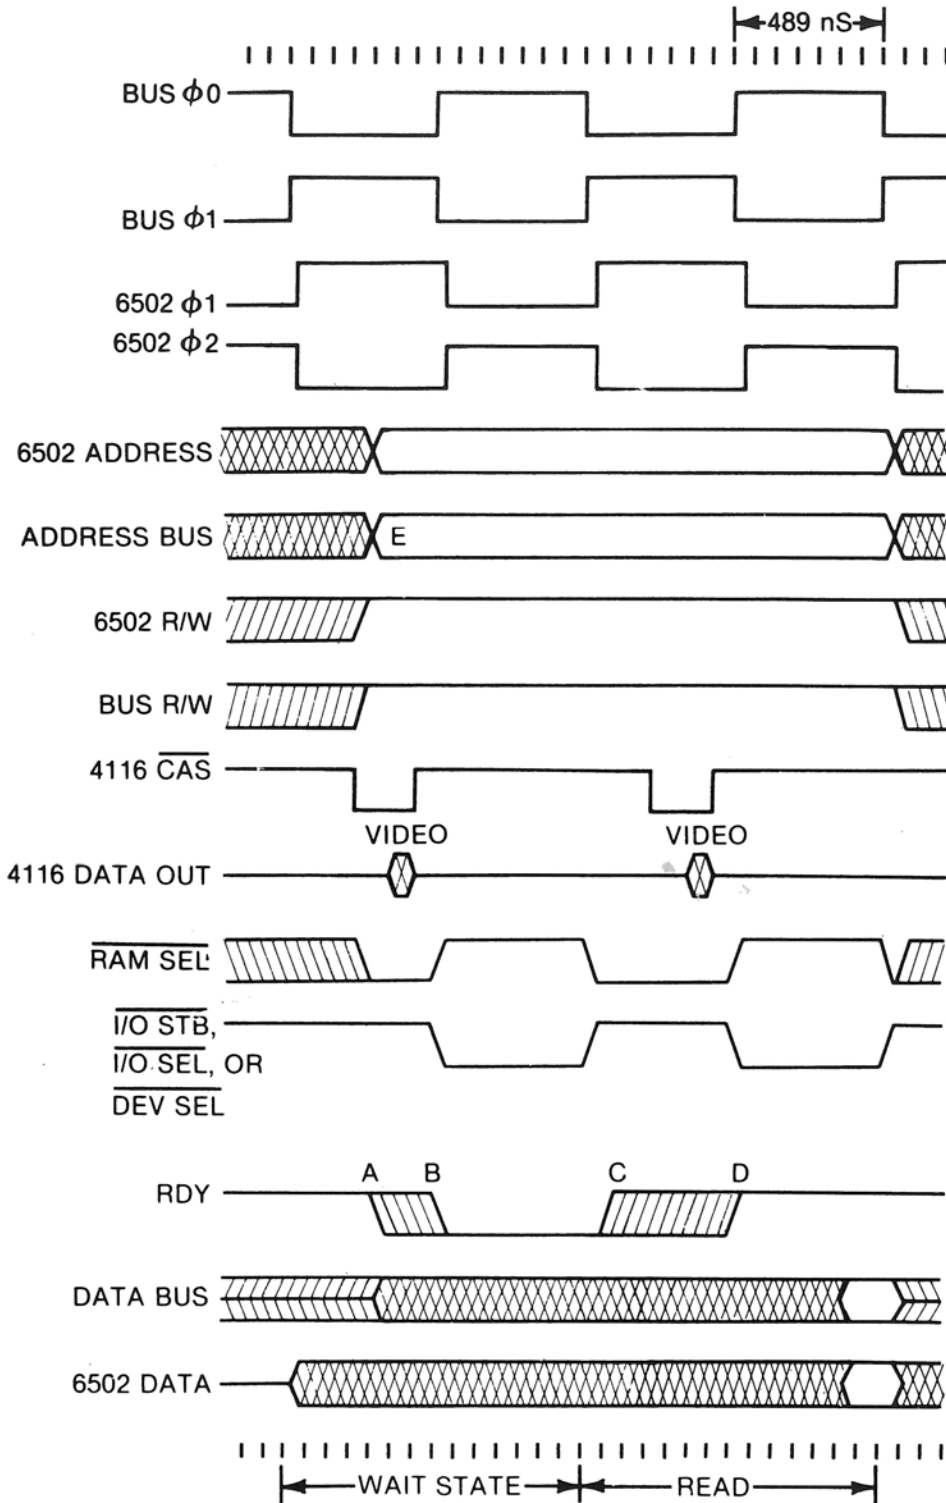 489 nS
BUS ϕ0
BUS ϕ1
6502 ϕ1
6502 ϕ2
6502 ADDRESS
ADDRESS BUS
E
6502 R/W
BUS R/W
4116 CAS
VIDEO VIDEO
4116 DATA OUT
RAM SEL
I/O STB,
I/O SEL, OR
DEV SEL
A B C D
RDY
DATA BUS
6502 DATA
WAIT STATE READ